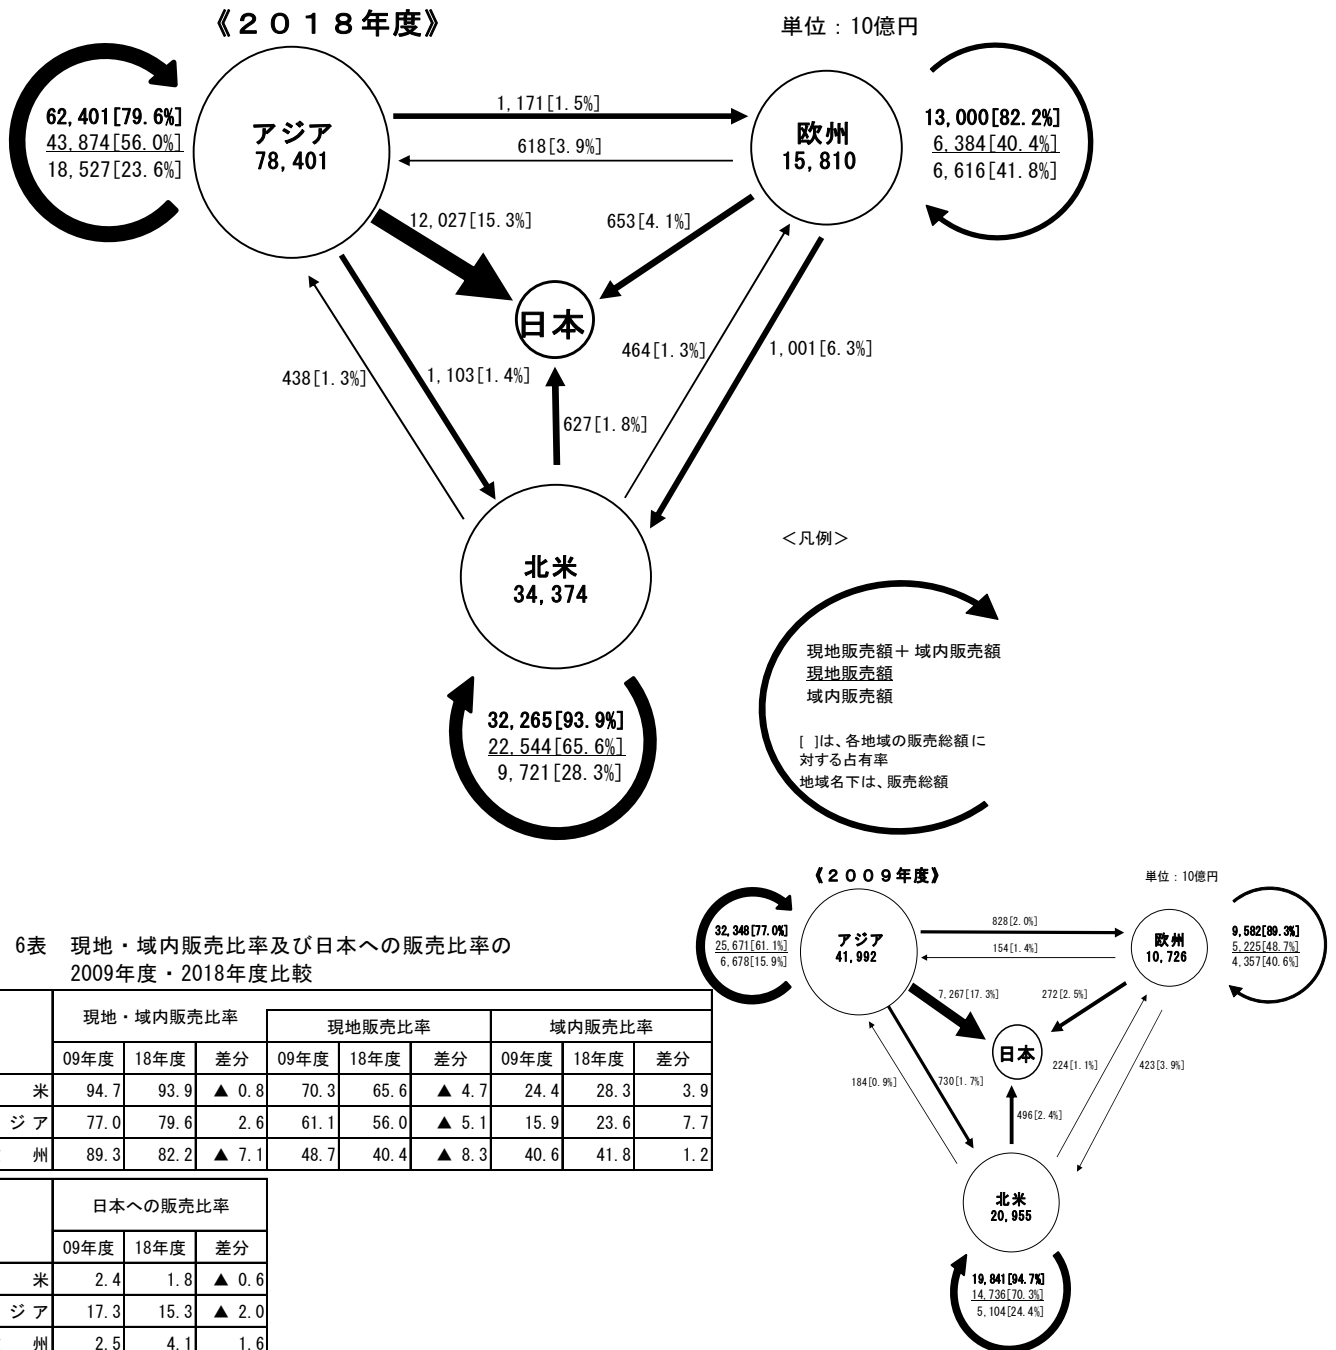 《２０１８年度》
単位：10億円
62,401[79.6%]
43,874[56.0%]
18,527[23.6%]
アジア
78,401
1,171[1.5%]
618[3.9%]
欧州
15,810
13,000[82.2%]
6,384[40.4%]
6,616[41.8%]
12,027[15.3%]
653[4.1%]
日本
438[1.3%]
1,103[1.4%]
464[1.3%]
1,001[6.3%]
627[1.8%]
北米
34,374
32,265[93.9%]
22,544[65.6%]
9,721[28.3%]
＜凡例＞
現地販売額＋域内販売額
現地販売額
域内販売額
[ ]は、各地域の販売総額に
対する占有率
地域名下は、販売総額
《２００９年度》
単位：10億円
32,348[77.0%]
25,671[61.1%]
6,678[15.9%]
アジア
41,992
828[2.0%]
154[1.4%]
欧州
10,726
9,582[89.3%]
5,225[48.7%]
4,357[40.6%]
7,267[17.3%]
272[2.5%]
日本
184[0.9%]
730[1.7%]
224[1.1%]
423[3.9%]
496[2.4%]
北米
20,955
19,841[94.7%]
14,736[70.3%]
5,104[24.4%]
6表 現地・域内販売比率及び日本への販売比率の
2009年度・2018年度比較
現地・域内販売比率 現地販売比率 域内販売比率
09年度 18年度 差分 09年度 18年度 差分 09年度 18年度 差分
米 94.7 93.9 ▲ 0.8 70.3 65.6 ▲ 4.7 24.4 28.3 3.9
ジア 77.0 79.6 2.6 61.1 56.0 ▲ 5.1 15.9 23.6 7.7
州 89.3 82.2 ▲ 7.1 48.7 40.4 ▲ 8.3 40.6 41.8 1.2
日本への販売比率
09年度 18年度 差分
米 2.4 1.8 ▲ 0.6
ジア 17.3 15.3 ▲ 2.0
州 2.5 4.1 1.6